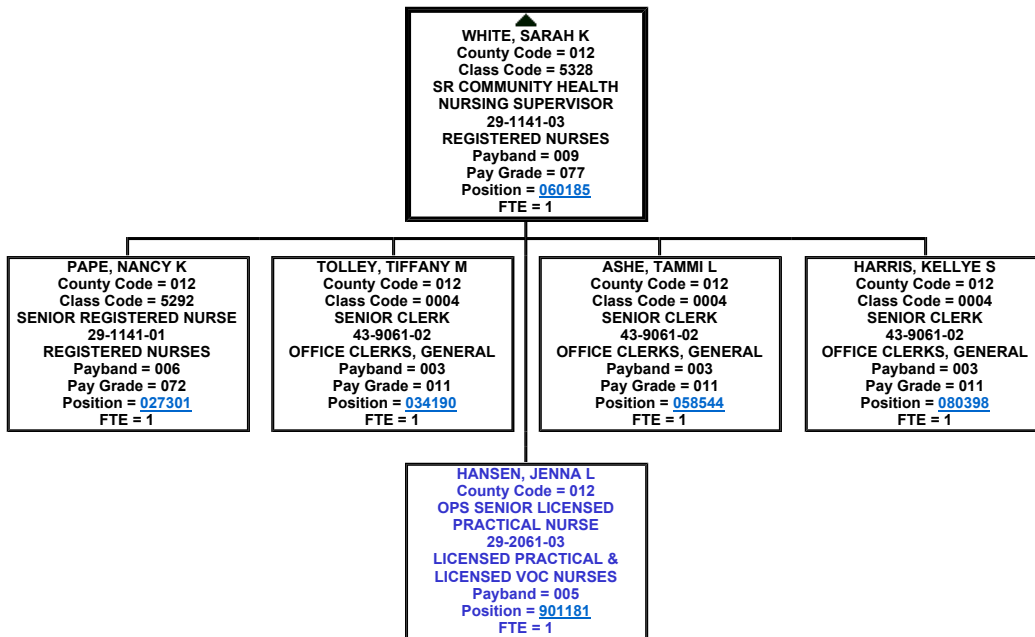 WHITE, SARAH K
County Code = 012
Class Code = 5328
SR COMMUNITY HEALTH
NURSING SUPERVISOR
29-1141-03
REGISTERED NURSES
Payband = 009
Pay Grade = 077
Position = 060185
FTE = 1
PAPE, NANCY K
County Code = 012
Class Code = 5292
SENIOR REGISTERED NURSE
29-1141-01
REGISTERED NURSES
Payband = 006
Pay Grade = 072
Position = 027301
FTE = 1
TOLLEY, TIFFANY M
County Code = 012
Class Code = 0004
SENIOR CLERK
43-9061-02
OFFICE CLERKS, GENERAL
Payband = 003
Pay Grade = 011
Position = 034190
FTE = 1
ASHE, TAMMI L
County Code = 012
Class Code = 0004
SENIOR CLERK
43-9061-02
OFFICE CLERKS, GENERAL
Payband = 003
Pay Grade = 011
Position = 058544
FTE = 1
HARRIS, KELLYE S
County Code = 012
Class Code = 0004
SENIOR CLERK
43-9061-02
OFFICE CLERKS, GENERAL
Payband = 003
Pay Grade = 011
Position = 080398
FTE = 1
HANSEN, JENNA L
County Code = 012
OPS SENIOR LICENSED
PRACTICAL NURSE
29-2061-03
LICENSED PRACTICAL &
LICENSED VOC NURSES
Payband = 005
Position = 901181
FTE = 1